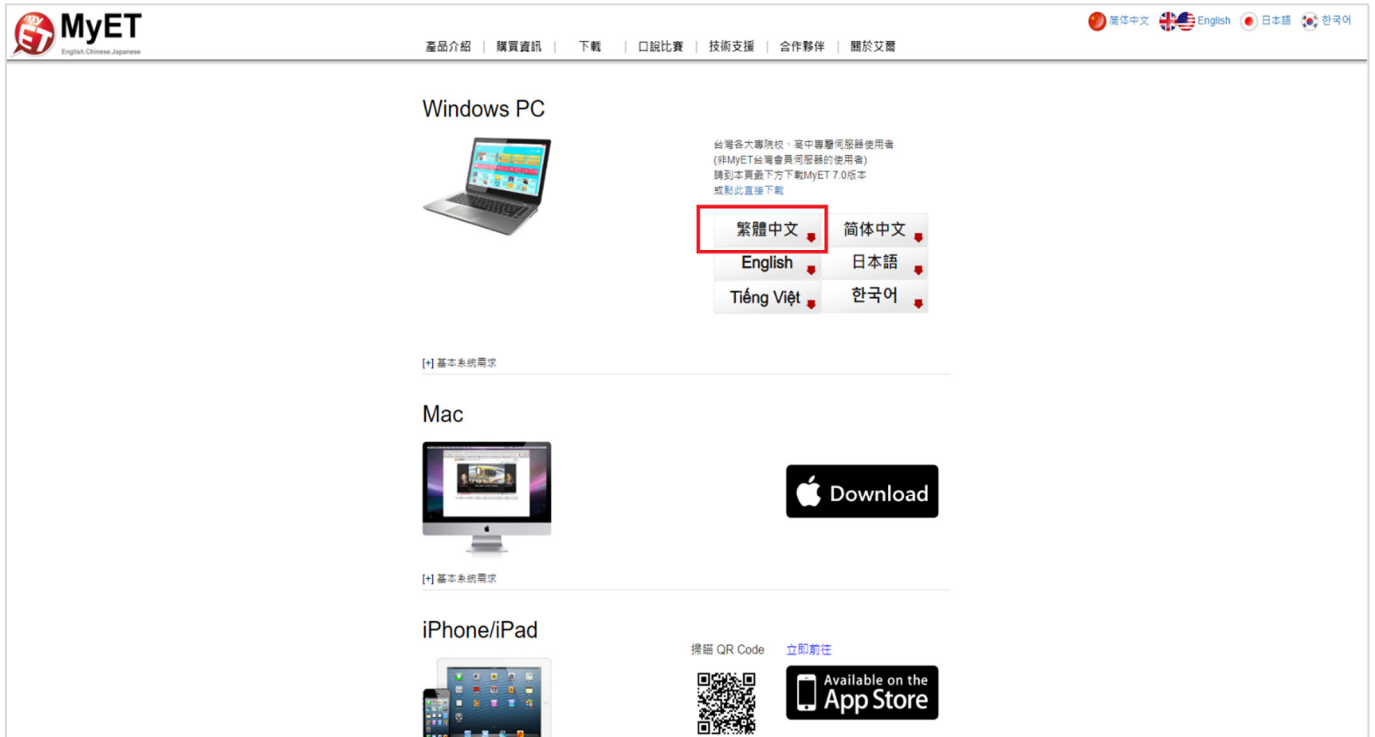 MyET
English.Chinese.Japanese
简体中文 English 日本語 한국어
產品介紹 | 購買資訊 | 下載 | 口說比賽 | 技術支援 | 合作夥伴 | 關於艾爾
Windows PC
台灣各大專院校、高中專屬伺服器使用者
(非MyET台灣會員伺服器的使用者)
請到本頁最下方下載MyET 7.0版本
或點此直接下載
繁體中文 简体中文
English 日本語
Tiếng Việt 한국어
[+] 基本系統需求
Mac
Download
[+] 基本系統需求
iPhone/iPad
掃瞄 QR Code 立即前往
Available on the
App Store